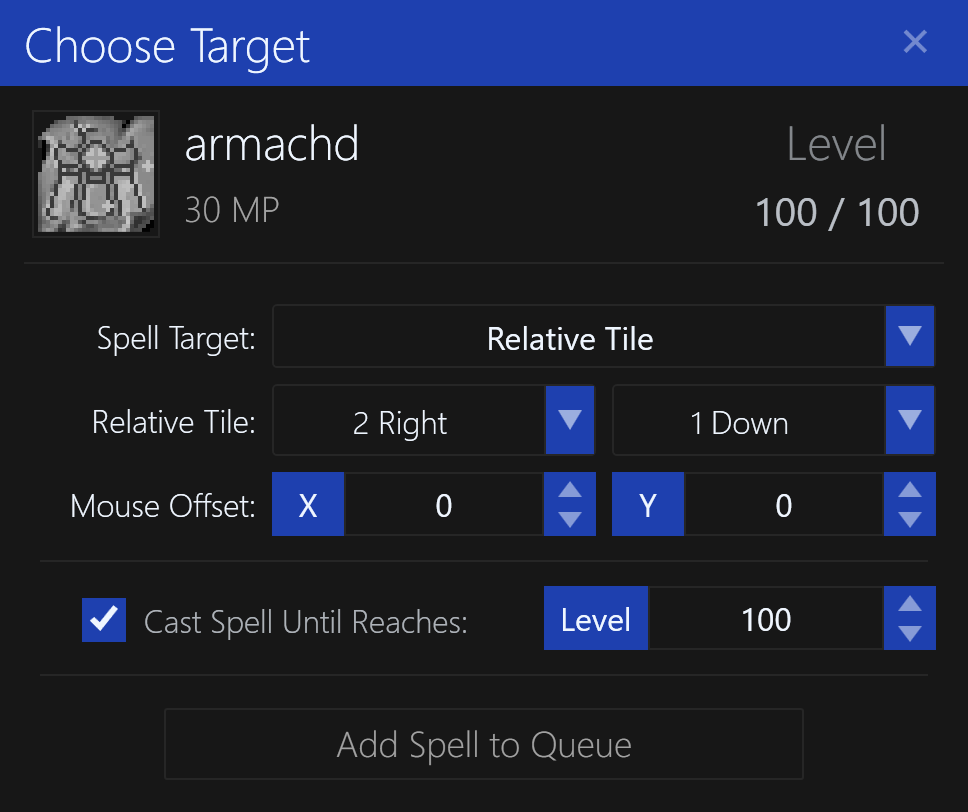 Choose Target
armachd
Level
30 MP
100 / 100
Spell Target: Relative Tile
Relative Tile: 2 Right 1 Down
Mouse Offset: X 0 Y 0
Cast Spell Until Reaches: Level 100
Add Spell to Queue